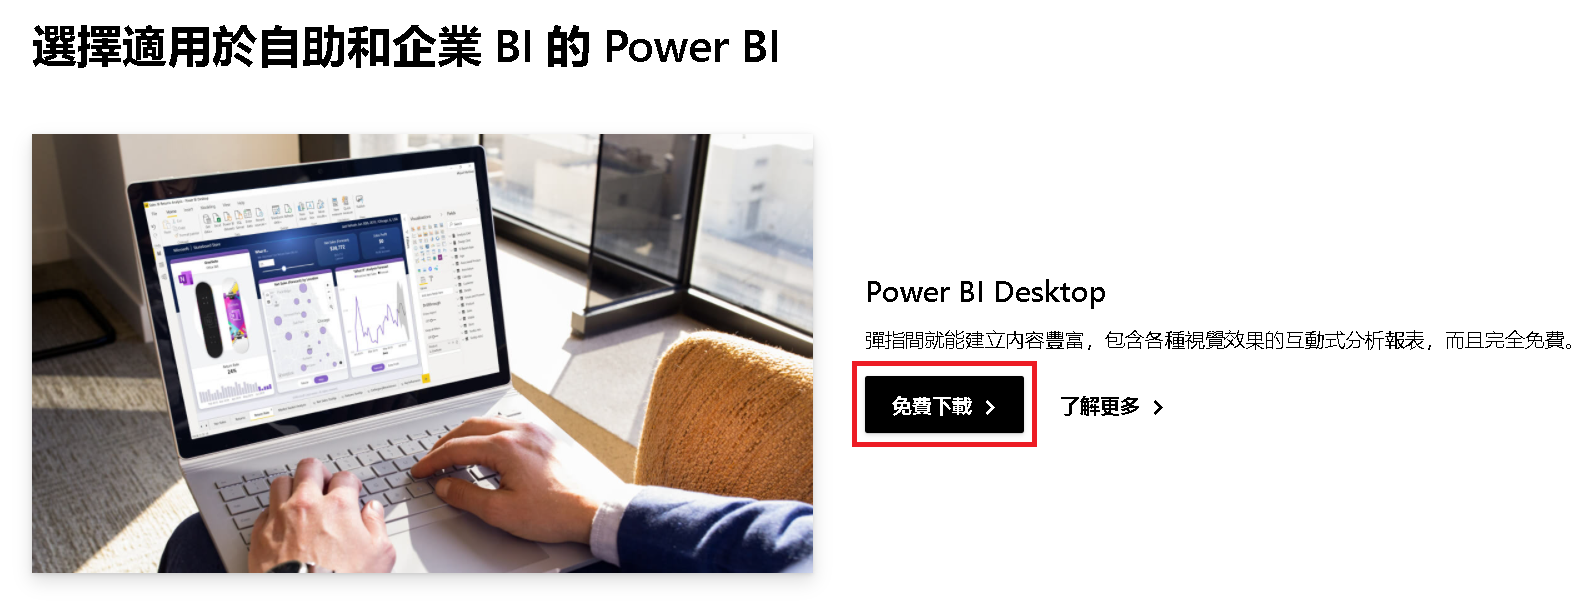 選擇適用於自助和企業 BI 的 Power BI
Power BI Desktop
彈指間就能建立內容豐富，包含各種視覺效果的互動式分析報表，而且完全免費。
免費下載
了解更多